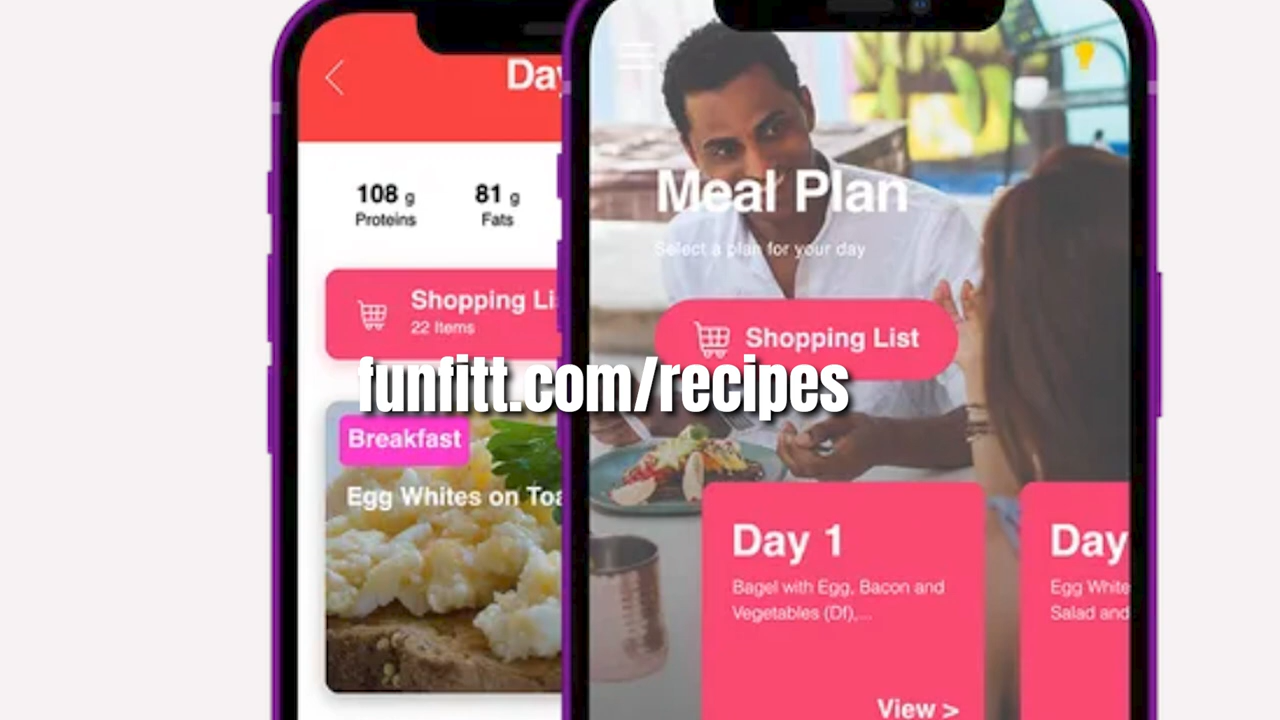 Day
108 g
Proteins
81 g
Fats
Shopping Li
22 Items
Breakfast
Egg Whites on Toa
Meal Plan
Select a plan for your day
Shopping List
funfitt.com/recipes
Day 1
Bagel with Egg, Bacon and
Vegetables (Df),...
View >
Day
Egg White
Salad and